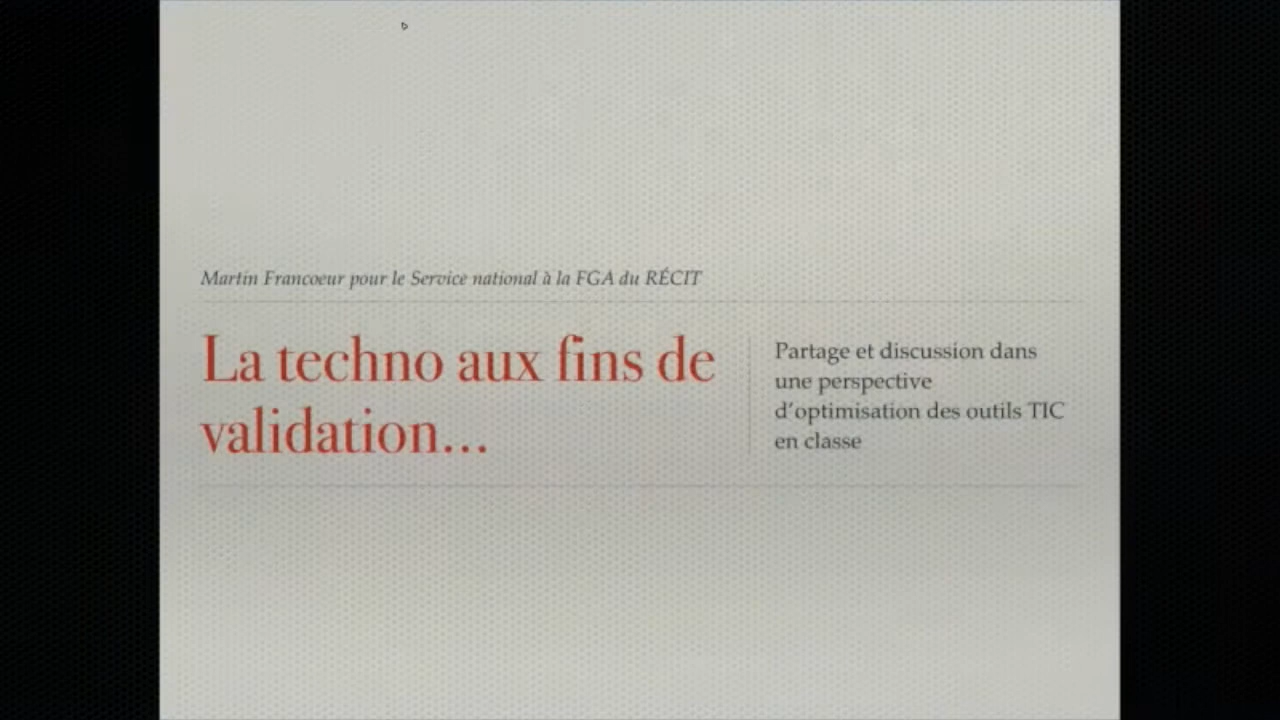 Martin Francoeur pour le Service national à la FGA du RÉCIT
La techno aux fins de
validation...
Partage et discussion dans
une perspective
d'optimisation des outils TIC
en classe